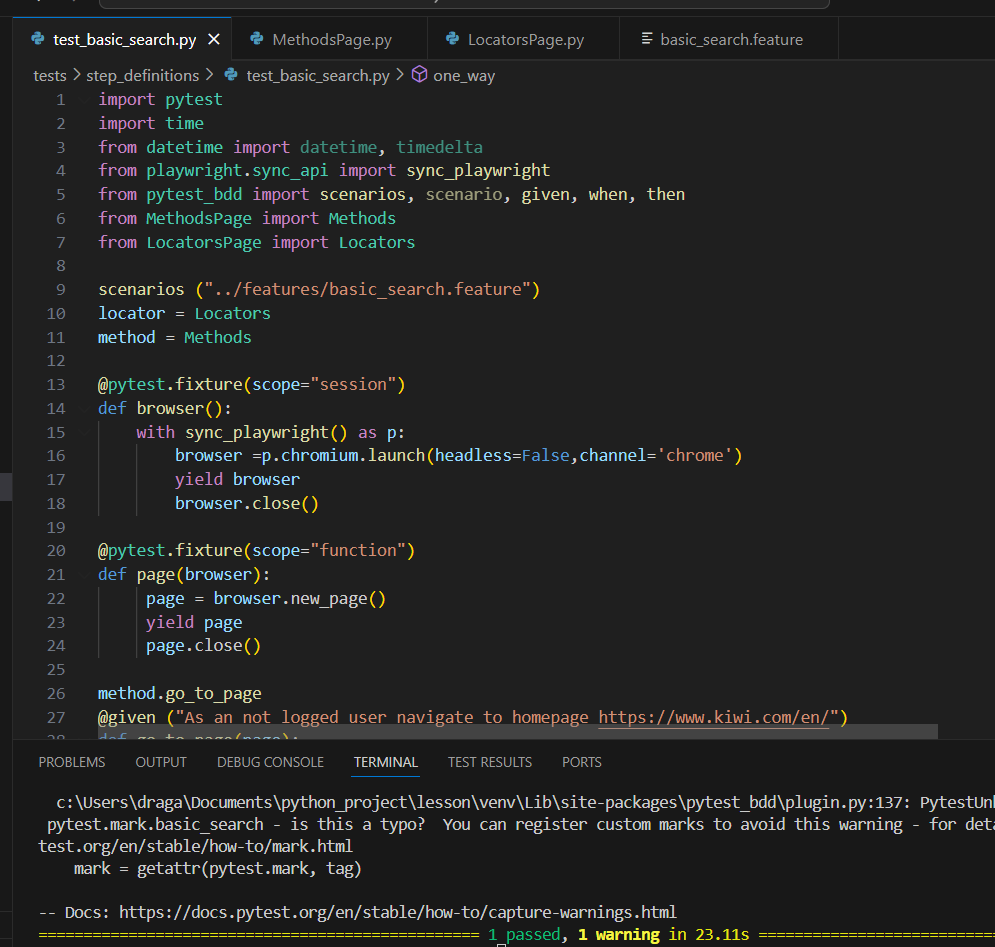 test_basic_search.py
MethodsPage.py
LocatorsPage.py
basic_search.feature
tests > step_definitions > test_basic_search.py > one_way
1 import pytest
2 import time
3 from datetime import datetime, timedelta
4 from playwright.sync_api import sync_playwright
5 from pytest_bdd import scenarios, scenario, given, when, then
6 from MethodsPage import Methods
7 from LocatorsPage import Locators
8
9 scenarios ("../features/basic_search.feature")
10 locator = Locators
11 method = Methods
12
13 @pytest.fixture(scope="session")
14 def browser():
15     with sync_playwright() as p:
16         browser =p.chromium.launch(headless=False,channel='chrome')
17         yield browser
18         browser.close()
19
20 @pytest.fixture(scope="function")
21 def page(browser):
22      page = browser.new_page()
23      yield page
24      page.close()
25
26 method.go_to_page
27 @given ("As an not logged user navigate to homepage https://www.kiwi.com/en/")
28 def go_to_page(page):
PROBLEMS OUTPUT DEBUG CONSOLE TERMINAL TEST RESULTS PORTS
c:\Users\draga\Documents\python_project\lesson\venv\Lib\site-packages\pytest_bdd\plugin.py:137: PytestUn
pytest.mark.basic_search - is this a typo?  You can register custom marks to avoid this warning - for deta
test.org/en/stable/how-to/mark.html
mark = getattr(pytest.mark, tag)
-- Docs: https://docs.pytest.org/en/stable/how-to/capture-warnings.html
1 passed, 1 warning in 23.11s